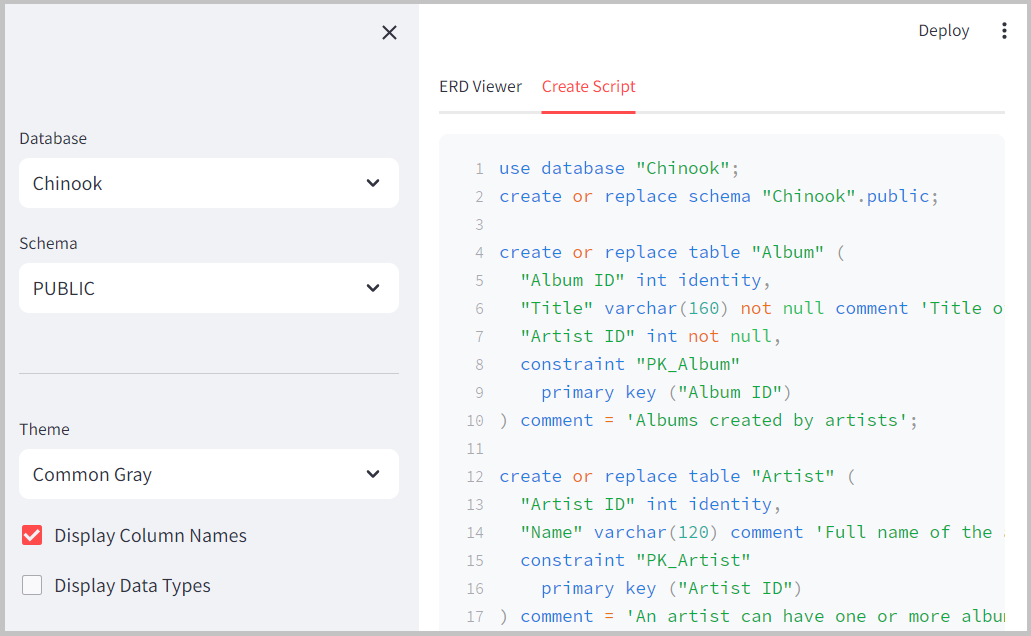 Deploy
Database
Chinook
Schema
PUBLIC
Theme
Common Gray
Display Column Names
Display Data Types
ERD Viewer Create Script
1 use database "Chinook";
2 create or replace schema "Chinook".public;
3
4 create or replace table "Album" (
5 "Album ID" int identity,
6 "Title" varchar(160) not null comment 'Title o
7 "Artist ID" int not null,
8 constraint "PK_Album"
9 primary key ("Album ID")
10 ) comment = 'Albums created by artists';
11
12 create or replace table "Artist" (
13 "Artist ID" int identity,
14 "Name" varchar(120) comment 'Full name of the
15 constraint "PK_Artist"
16 primary key ("Artist ID")
17 ) comment = 'An artist can have one or more